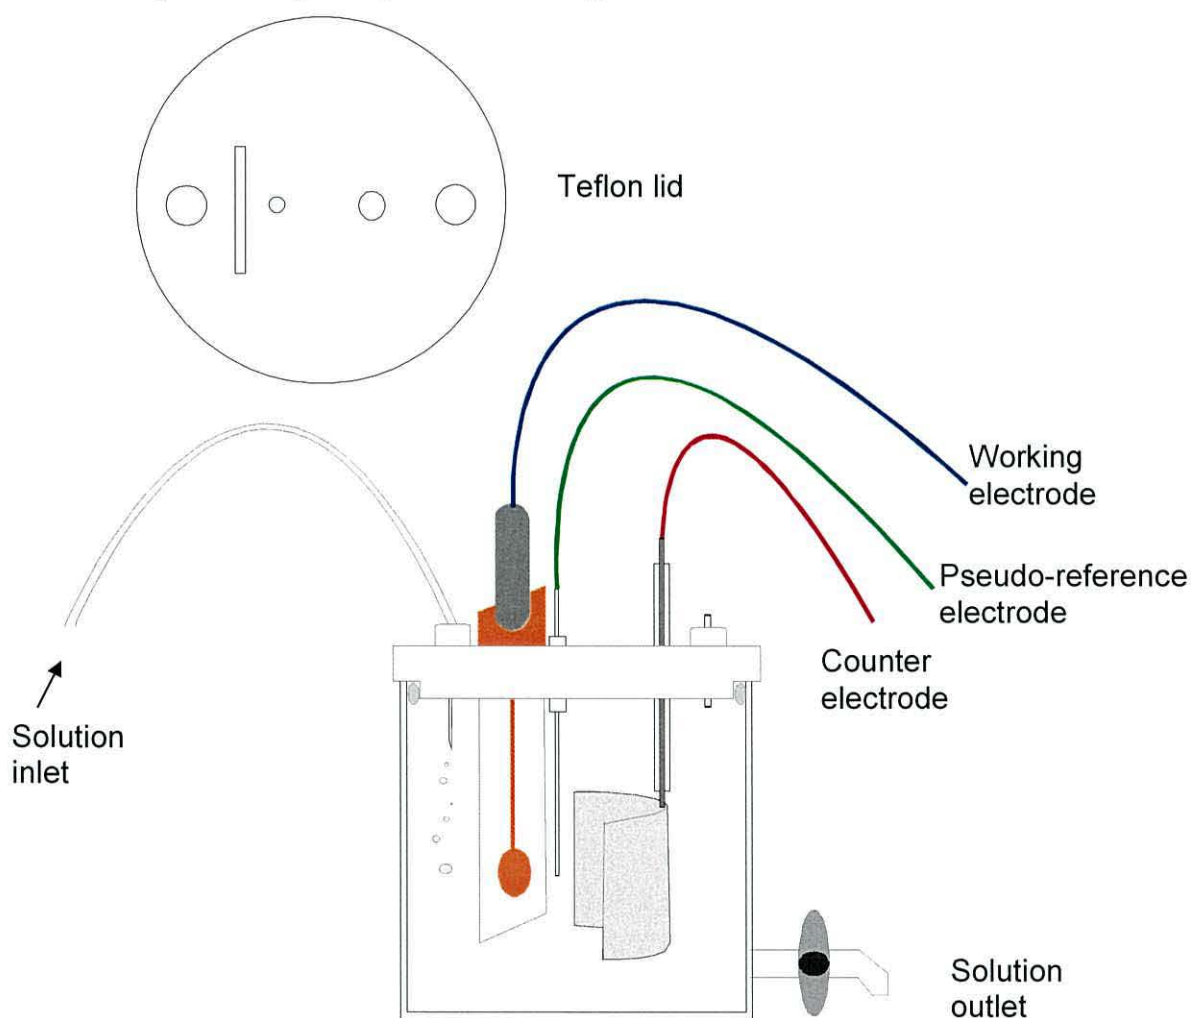 Teflon lid
Working
electrode
Pseudo-reference
electrode
Counter
electrode
Solution
inlet
Solution
outlet